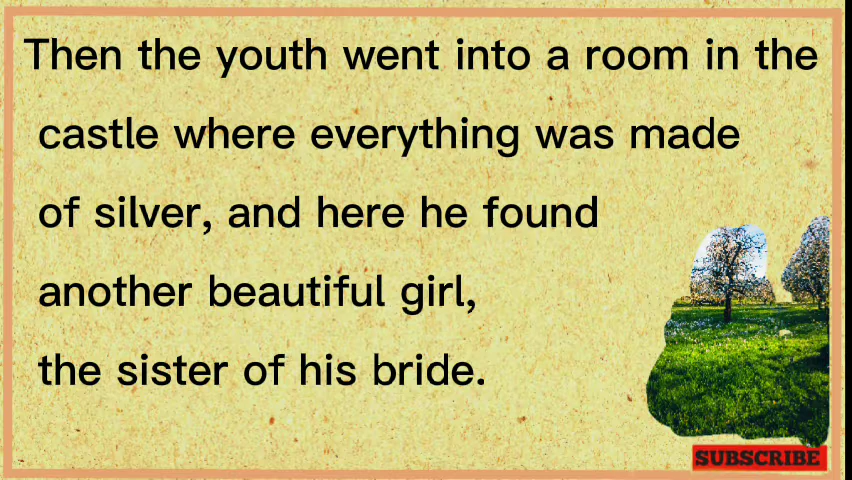 Then the youth went into a room in the
castle where everything was made
of silver, and here he found
another beautiful girl,
the sister of his bride.
SUBSCRIBE